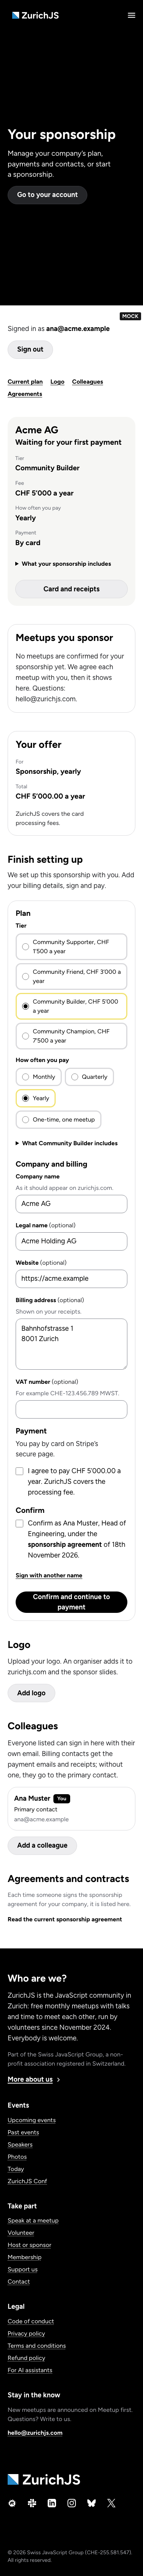 ZurichJS
Your sponsorship
Manage your company's plan,
payments and contacts, or start
a sponsorship.
Go to your account
MOCK
Signed in as ana@acme.example
Sign out
Current plan Logo Colleagues
Agreements
Acme AG
Waiting for your first payment
Tier
Community Builder
Fee
CHF 5'000 a year
How often you pay
Yearly
Payment
By card
What your sponsorship includes
Card and receipts
Meetups you sponsor
No meetups are confirmed for your
sponsorship yet. We agree each
meetup with you, then it shows
here. Questions:
hello@zurichjs.com.
Your offer
For
Sponsorship, yearly
Total
CHF 5'000.00 a year
ZurichJS covers the card
processing fees.
Finish setting up
We set up this sponsorship with you. Add
your billing details, sign and pay.
Plan
Tier
Community Supporter, CHF
1'500 a year
Community Friend, CHF 3'000 a
year
Community Builder, CHF 5'000
a year
Community Champion, CHF
7'500 a year
How often you pay
Monthly
Quarterly
Yearly
One-time, one meetup
What Community Builder includes
Company and billing
Company name
As it should appear on zurichjs.com.
Acme AG
Legal name (optional)
Acme Holding AG
Website (optional)
https://acme.example
Billing address (optional)
Shown on your receipts.
Bahnhofstrasse 1
8001 Zurich
VAT number (optional)
For example CHE-123.456.789 MWST.
Payment
You pay by card on Stripe's
secure page.
I agree to pay CHF 5'000.00 a
year. ZurichJS covers the
processing fee.
Confirm
Confirm as Ana Muster, Head of
Engineering, under the
sponsorship agreement of 18th
November 2026.
Sign with another name
Confirm and continue to
payment
Logo
Upload your logo. An organiser adds it to
zurichjs.com and the sponsor slides.
Add logo
Colleagues
Everyone listed can sign in here with their
own email. Billing contacts get the
payment emails and receipts; without
one, they go to the primary contact.
Ana Muster You
Primary contact
ana@acme.example
Add a colleague
Agreements and contracts
Each time someone signs the sponsorship
agreement for your company, it is listed here.
Read the current sponsorship agreement
Who are we?
ZurichJS is the JavaScript community in
Zurich: free monthly meetups with talks
and time to meet each other, run by
volunteers since November 2024.
Everybody is welcome.
Part of the Swiss JavaScript Group, a non-
profit association registered in Switzerland.
More about us
Events
Upcoming events
Past events
Speakers
Photos
Today
ZurichJS Conf
Take part
Speak at a meetup
Volunteer
Host or sponsor
Membership
Support us
Contact
Legal
Code of conduct
Privacy policy
Terms and conditions
Refund policy
For AI assistants
Stay in the know
New meetups are announced on Meetup first.
Questions? Write to us.
hello@zurichjs.com
ZurichJS
© 2026 Swiss JavaScript Group (CHE-255.581.547).
All rights reserved.